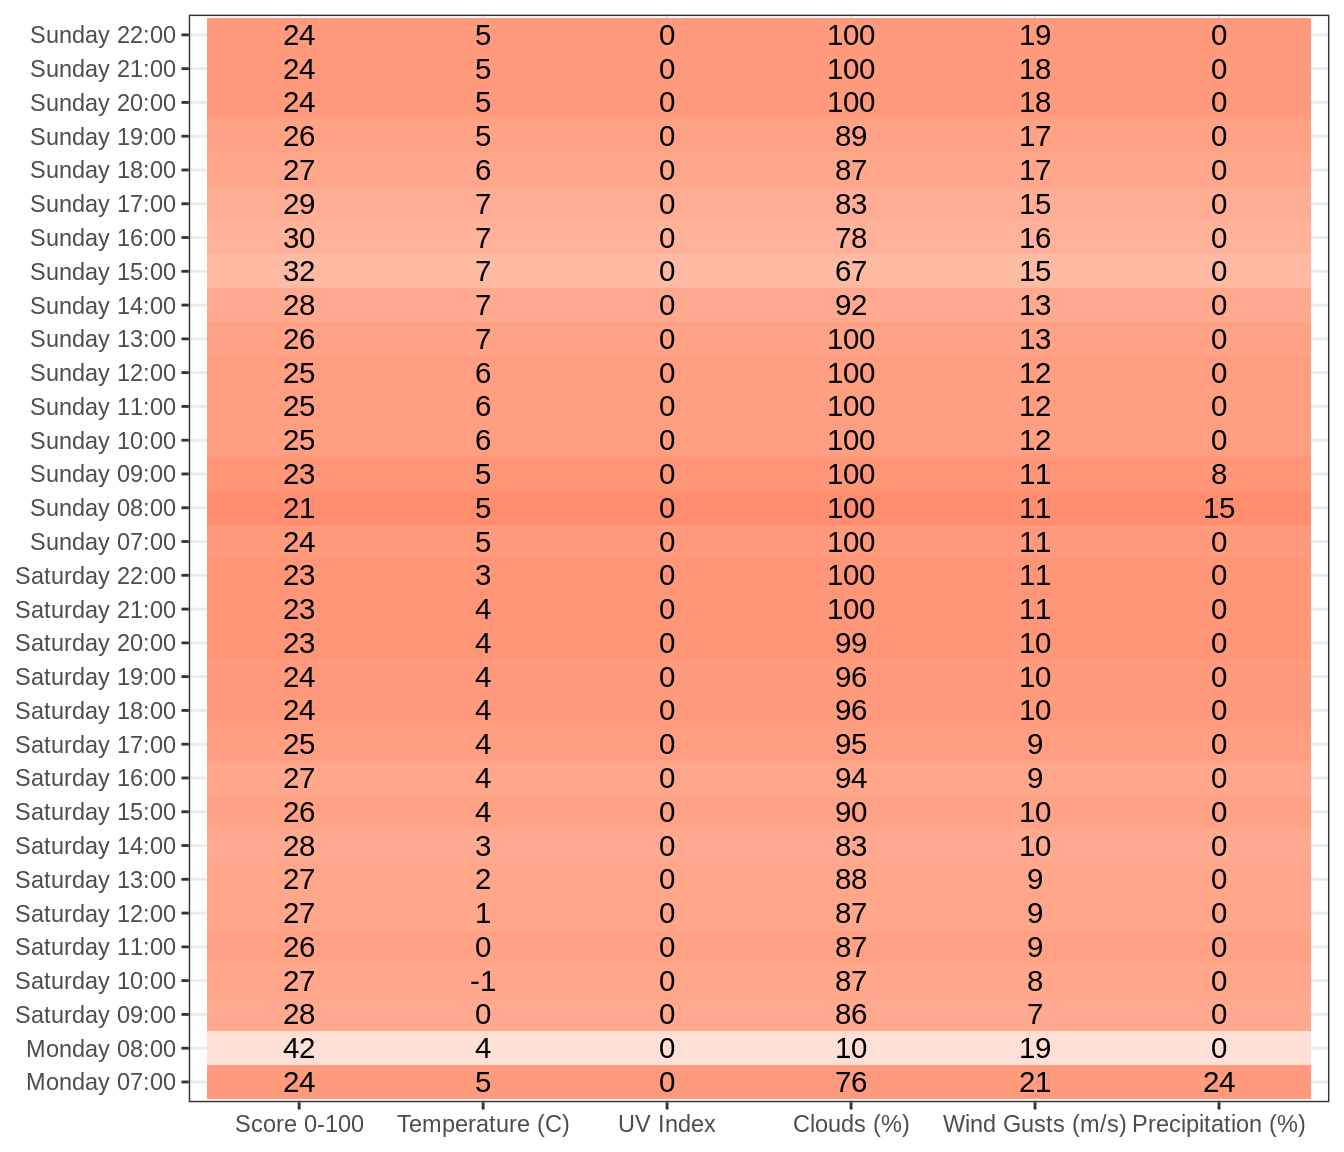 Sunday 22:00 24 5 0 100 19 0
Sunday 21:00 24 5 0 100 18 0
Sunday 20:00 24 5 0 100 18 0
Sunday 19:00 26 5 0 89 17 0
Sunday 18:00 27 6 0 87 17 0
Sunday 17:00 29 7 0 83 15 0
Sunday 16:00 30 7 0 78 16 0
Sunday 15:00 32 7 0 67 15 0
Sunday 14:00 28 7 0 92 13 0
Sunday 13:00 26 7 0 100 13 0
Sunday 12:00 25 6 0 100 12 0
Sunday 11:00 25 6 0 100 12 0
Sunday 10:00 25 6 0 100 12 0
Sunday 09:00 23 5 0 100 11 8
Sunday 08:00 21 5 0 100 11 15
Sunday 07:00 24 5 0 100 11 0
Saturday 22:00 23 3 0 100 11 0
Saturday 21:00 23 4 0 100 11 0
Saturday 20:00 23 4 0 99 10 0
Saturday 19:00 24 4 0 96 10 0
Saturday 18:00 24 4 0 96 10 0
Saturday 17:00 25 4 0 95 9 0
Saturday 16:00 27 4 0 94 9 0
Saturday 15:00 26 4 0 90 10 0
Saturday 14:00 28 3 0 83 10 0
Saturday 13:00 27 2 0 88 9 0
Saturday 12:00 27 1 0 87 9 0
Saturday 11:00 26 0 0 87 9 0
Saturday 10:00 27 -1 0 87 8 0
Saturday 09:00 28 0 0 86 7 0
Monday 08:00 42 4 0 10 19 0
Monday 07:00 24 5 0 76 21 24
Score 0-100 Temperature (C) UV Index Clouds (%) Wind Gusts (m/s) Precipitation (%)